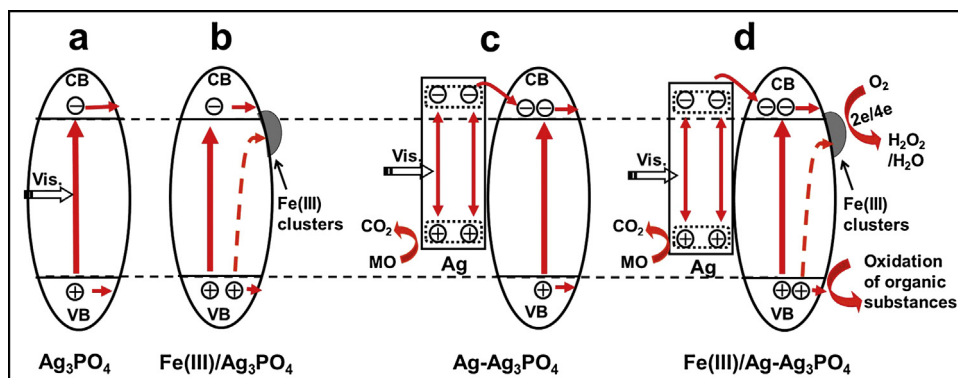 a
b
c
d
CB
CB
CB
CB
Vis.
Vis.
Vis.
Fe(III)
clusters
CO₂
MO
Ag
CO₂
MO
Ag
O₂
2e/4e
H₂O₂
/H₂O
Fe(III)
clusters
Oxidation
of organic
substances
VB
VB
VB
VB
Ag₃PO₄
Fe(III)/Ag₃PO₄
Ag-Ag₃PO₄
Fe(III)/Ag-Ag₃PO₄